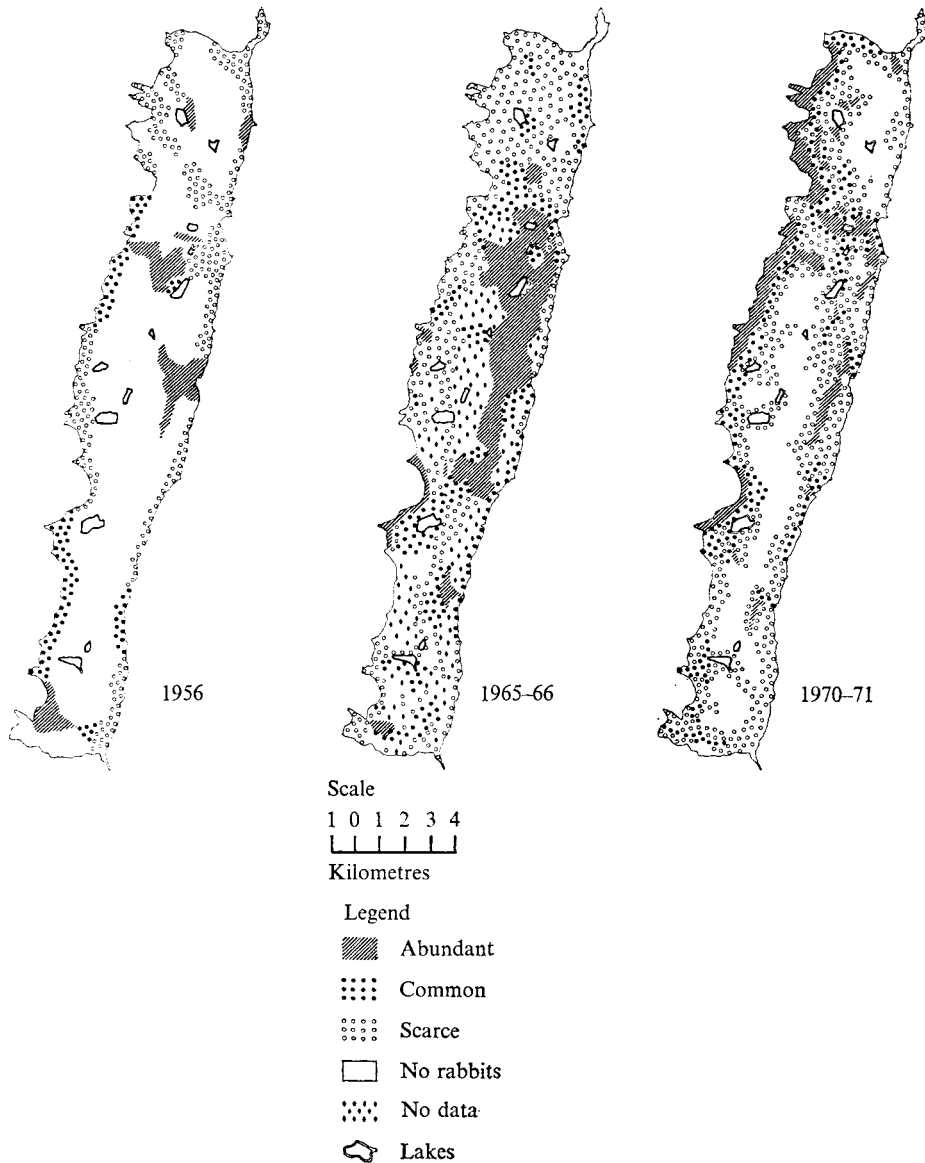 1956
1965–66
1970–71
Scale
1 0 1 2 3 4
Kilometres
Legend
Abundant
Common
Scarce
No rabbits
No data
Lakes